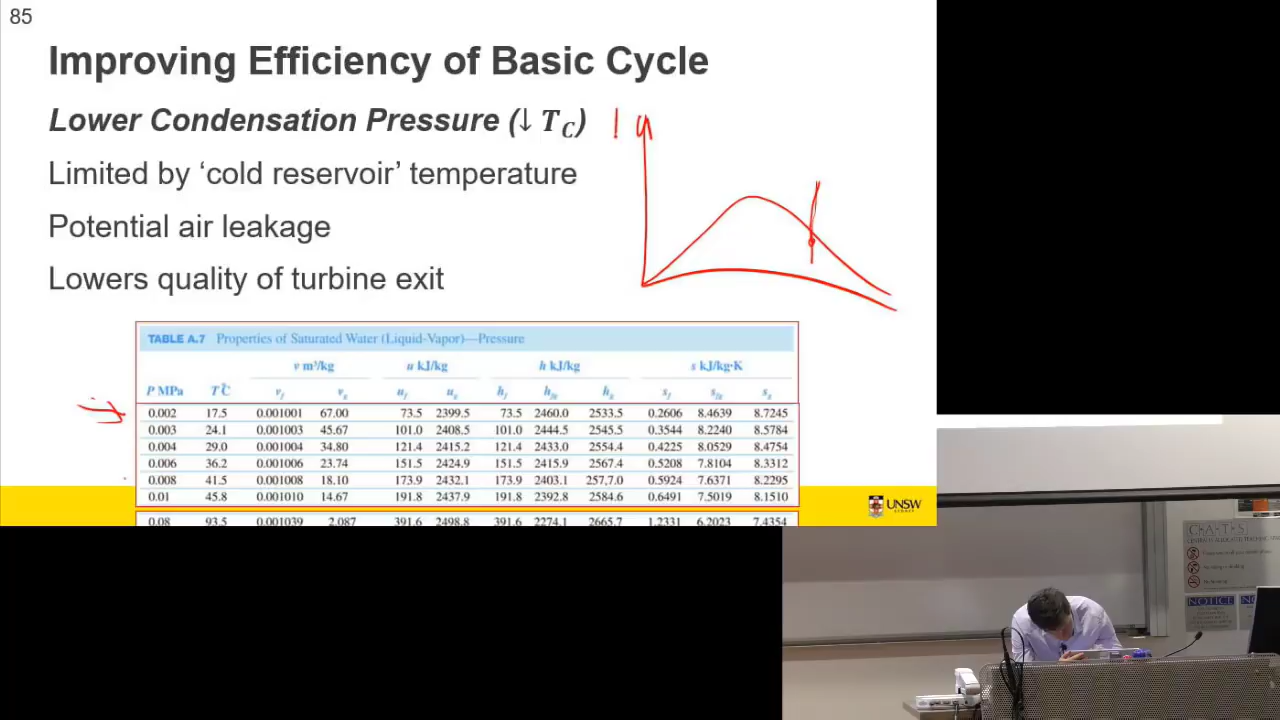 85
Improving Efficiency of Basic Cycle
Lower Condensation Pressure (↓ T_C)
Limited by ‘cold reservoir’ temperature
Potential air leakage
Lowers quality of turbine exit
TABLE A.7 Properties of Saturated Water (Liquid-Vapor)—Pressure
v m³/kg u kJ/kg h kJ/kg s kJ/kg·K
P MPa T °C v_f v_g u_f u_g h_f h_fg h_g s_f s_fg s_g
0.002 17.5 0.001001 67.00 73.5 2399.5 73.5 2460.0 2533.5 0.2606 8.4639 8.7245
0.003 24.1 0.001003 45.67 101.0 2408.5 101.0 2444.5 2545.5 0.3544 8.2240 8.5784
0.004 29.0 0.001004 34.80 121.4 2415.2 121.4 2433.0 2554.4 0.4225 8.0529 8.4754
0.006 36.2 0.001006 23.74 151.5 2424.9 151.5 2415.9 2567.4 0.5208 7.8104 8.3312
0.008 41.5 0.001008 18.10 173.9 2432.1 173.9 2403.1 257,7.0 0.5924 7.6371 8.2295
0.01 45.8 0.001010 14.67 191.8 2437.9 191.8 2392.8 2584.6 0.6491 7.5019 8.1510
0.08 93.5 0.001039 2.087 391.6 2498.8 391.6 2274.1 2665.7 1.2331 6.2023 7.4354
UNSW
NOTICE